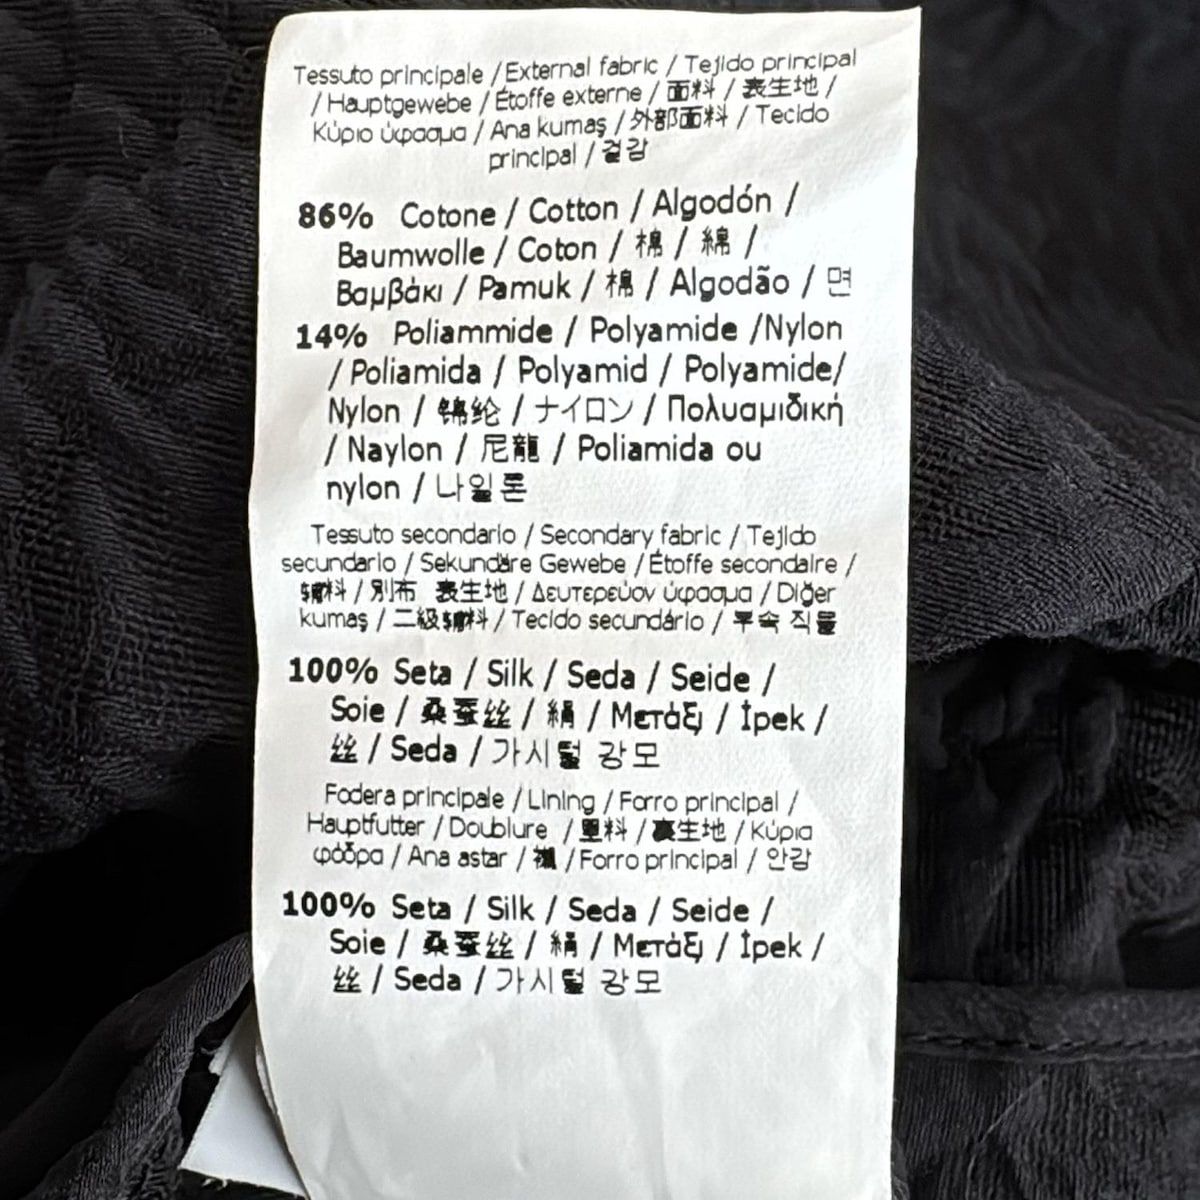 Tessuto principale / External fabric / Tejido principal
/ Hauptgewebe / Étoffe externe / 面料 / 表生地 /
Κύριο ύφασμα / Ana kumaş / 外部面料 / Tecido
principal / 겉감
86% Cotone / Cotton / Algodón /
Baumwolle / Coton / 棉 / 綿 /
Βαμβάκι / Pamuk / 棉 / Algodão / 면
14% Poliammide / Polyamide /Nylon
/ Poliamida / Polyamid / Polyamide/
Nylon / 锦纶 / ナイロン / Πολυαμιδική
/ Naylon / 尼龍 / Poliamida ou
nylon / 나일론
Tessuto secondario / Secondary fabric / Tejido
secundario / Sekundäre Gewebe / Étoffe secondaire /
辅料 / 別布 表生地 / Δευτερεύον ύφασμα / Diğer
kumaş / 二级辅料 / Tecido secundário / 부속 직물
100% Seta / Silk / Seda / Seide /
Soie / 桑蚕丝 / 絹 / Μετάξι / İpek /
丝 / Seda / 가시털 강모
Fodera principale / Lining / Forro principal /
Hauptfutter / Doublure / 里料 / 裏生地 / Κύρια
φόδρα / Ana astar / 襯 / Forro principal / 안감
100% Seta / Silk / Seda / Seide /
Soie / 桑蚕丝 / 絹 / Μετάξι / İpek /
丝 / Seda / 가시털 강모